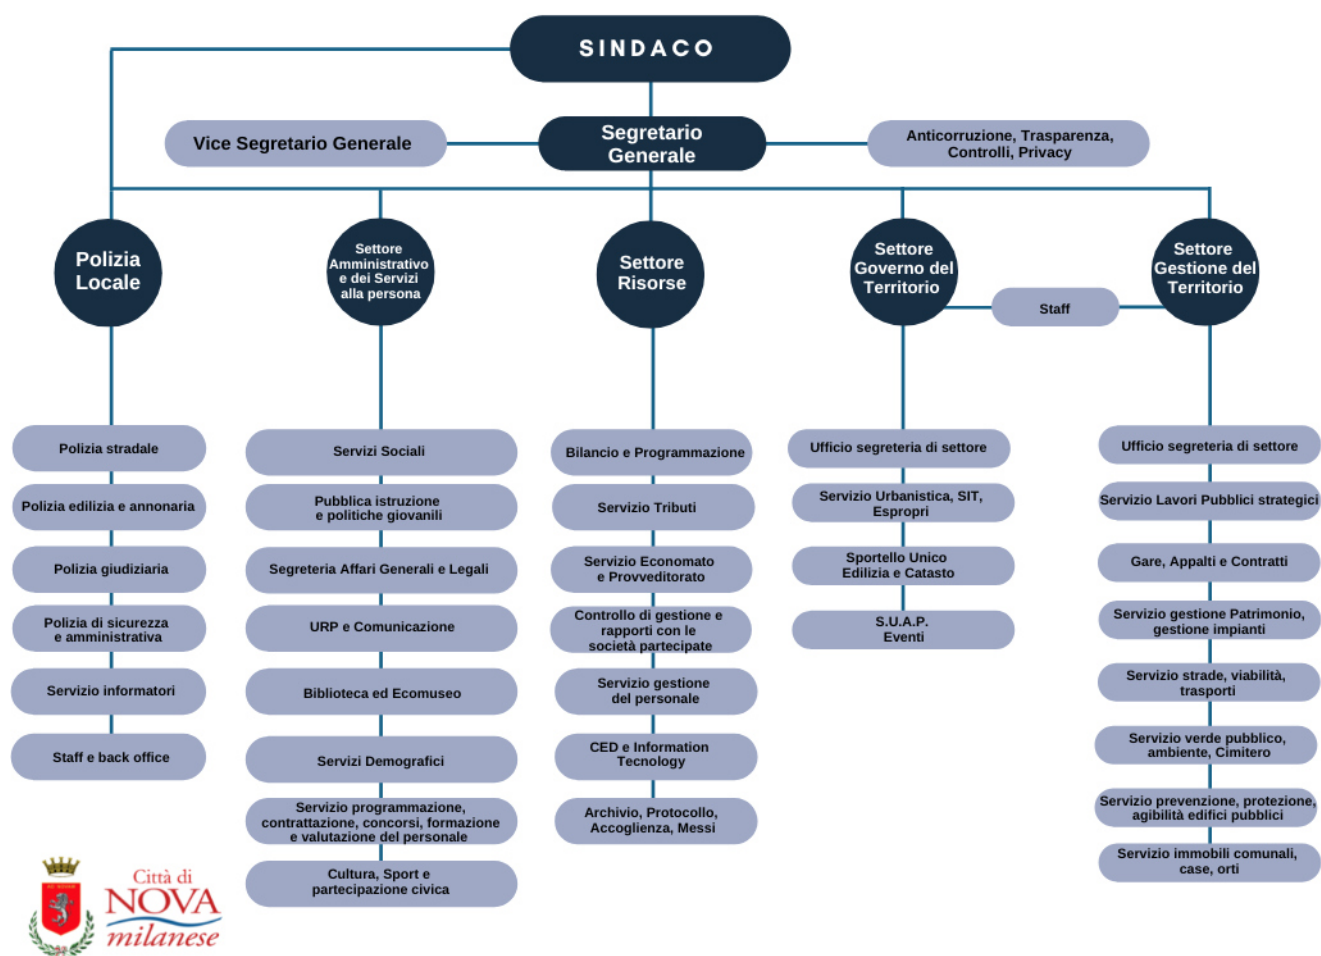 SINDACO
Vice Segretario Generale
Segretario
Generale
Anticorruzione, Trasparenza,
Controlli, Privacy
Polizia
Locale
Settore
Amministrativo
e dei Servizi
alla persona
Settore
Risorse
Settore
Governo del
Territorio
Settore
Gestione del
Territorio
Staff
Polizia stradale
Polizia edilizia e annonaria
Polizia giudiziaria
Polizia di sicurezza
e amministrativa
Servizio informatori
Staff e back office
Servizi Sociali
Pubblica istruzione
e politiche giovanili
Segreteria Affari Generali e Legali
URP e Comunicazione
Biblioteca ed Ecomuseo
Servizi Demografici
Servizio programmazione,
contrattazione, concorsi, formazione
e valutazione del personale
Cultura, Sport e
partecipazione civica
Bilancio e Programmazione
Servizio Tributi
Servizio Economato
e Provveditorato
Controllo di gestione e
rapporti con le
società partecipate
Servizio gestione
del personale
CED e Information
Tecnology
Archivio, Protocollo,
Accoglienza, Messi
Ufficio segreteria di settore
Servizio Urbanistica, SIT,
Espropri
Sportello Unico
Edilizia e Catasto
S.U.A.P.
Eventi
Ufficio segreteria di settore
Servizio Lavori Pubblici strategici
Gare, Appalti e Contratti
Servizio gestione Patrimonio,
gestione impianti
Servizio strade, viabilità,
trasporti
Servizio verde pubblico,
ambiente, Cimitero
Servizio prevenzione, protezione,
agibilità edifici pubblici
Servizio immobili comunali,
case, orti
Città di
NOVA
milanese